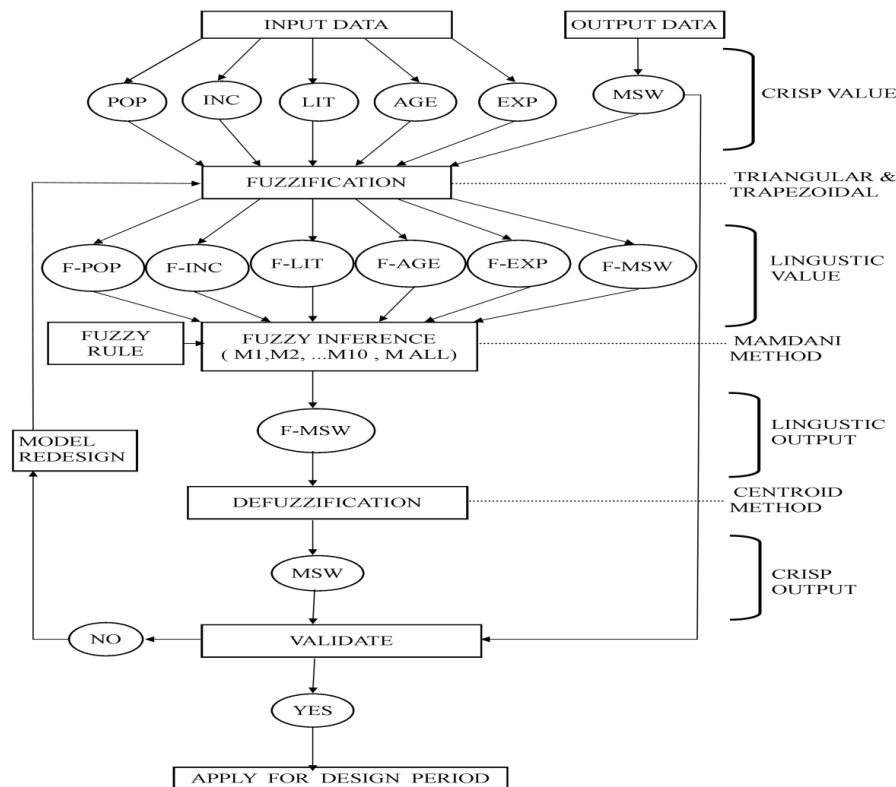 INPUT DATA
OUTPUT DATA
POP
INC
LIT
AGE
EXP
MSW
CRISP VALUE
FUZZIFICATION
TRIANGULAR &
TRAPEZOIDAL
F-POP
F-INC
F-LIT
F-AGE
F-EXP
F-MSW
LINGUSTIC
VALUE
FUZZY
RULE
FUZZY INFERENCE
( M1,M2, ...M10 , M ALL)
MAMDANI
METHOD
F-MSW
LINGUSTIC
OUTPUT
MODEL
REDESIGN
DEFUZZIFICATION
CENTROID
METHOD
MSW
CRISP
OUTPUT
NO
VALIDATE
YES
APPLY FOR DESIGN PERIOD